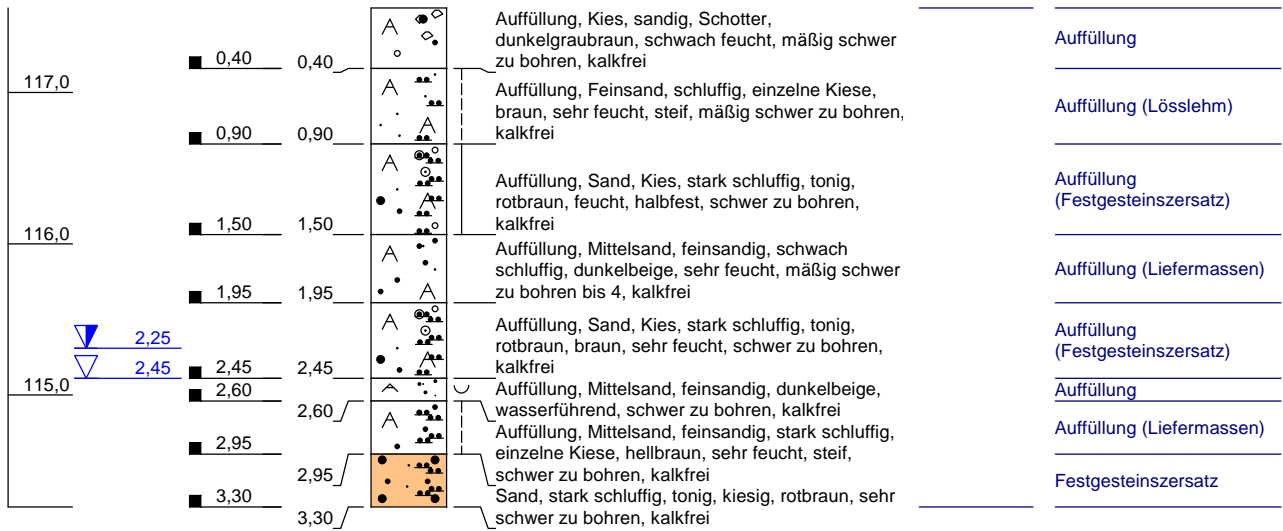 Auffüllung, Kies, sandig, Schotter,
dunkelgraubraun, schwach feucht, mäßig schwer
zu bohren, kalkfrei
Auffüllung
0,40
0,40
117,0
Auffüllung, Feinsand, schluffig, einzelne Kiese,
braun, sehr feucht, steif, mäßig schwer zu bohren,
kalkfrei
Auffüllung (Lösslehm)
0,90
0,90
Auffüllung, Sand, Kies, stark schluffig, tonig,
rotbraun, feucht, halbfest, schwer zu bohren,
kalkfrei
Auffüllung
(Festgesteinszersatz)
1,50
1,50
116,0
Auffüllung, Mittelsand, feinsandig, schwach
schluffig, dunkelbeige, sehr feucht, mäßig schwer
zu bohren bis 4, kalkfrei
Auffüllung (Liefermassen)
1,95
1,95
Auffüllung, Sand, Kies, stark schluffig, tonig,
rotbraun, braun, sehr feucht, schwer zu bohren,
kalkfrei
Auffüllung
(Festgesteinszersatz)
2,25
2,45
2,45
2,45
115,0
2,60
2,60
Auffüllung, Mittelsand, feinsandig, dunkelbeige,
wasserführend, schwer zu bohren, kalkfrei
Auffüllung
Auffüllung, Mittelsand, feinsandig, stark schluffig,
einzelne Kiese, hellbraun, sehr feucht, steif,
schwer zu bohren, kalkfrei
Auffüllung (Liefermassen)
2,95
2,95
Sand, stark schluffig, tonig, kiesig, rotbraun, sehr
schwer zu bohren, kalkfrei
Festgesteinszersatz
3,30
3,30